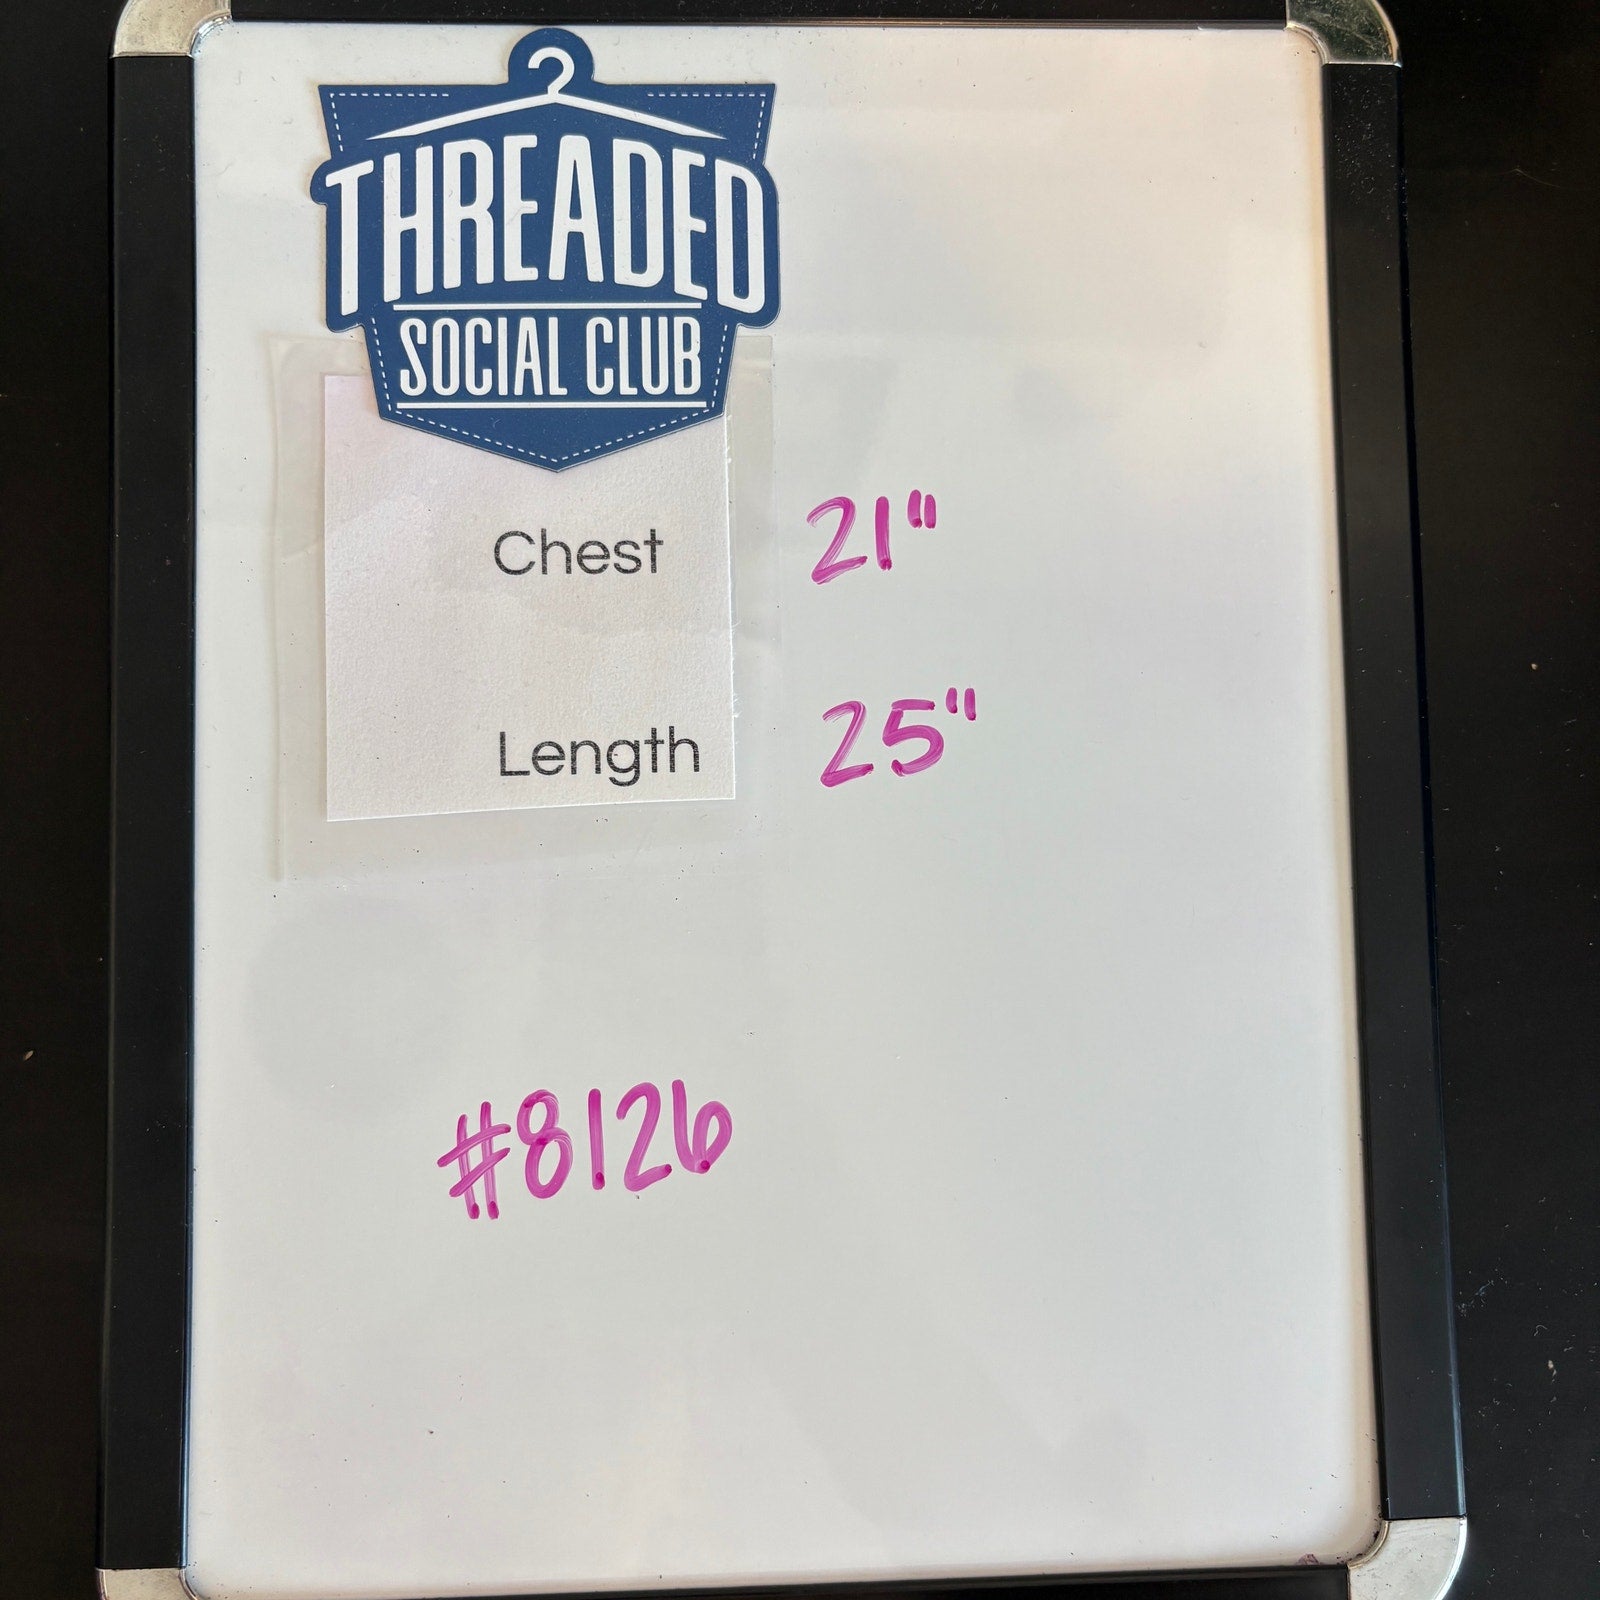 THREADED
SOCIAL CLUB
Chest 21"
Length 25"
#8126